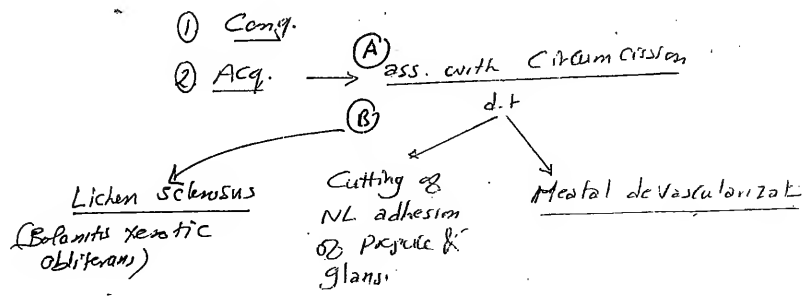 ① Cong.
② Acq. → Ⓐ ass. with Circumcission
d.t
Ⓑ
Lichen sclerosus
(Balanitis xerotic
obliterans)
Cutting of
NL adhesion
of prepuce &
glans.
Meatal devascularizat